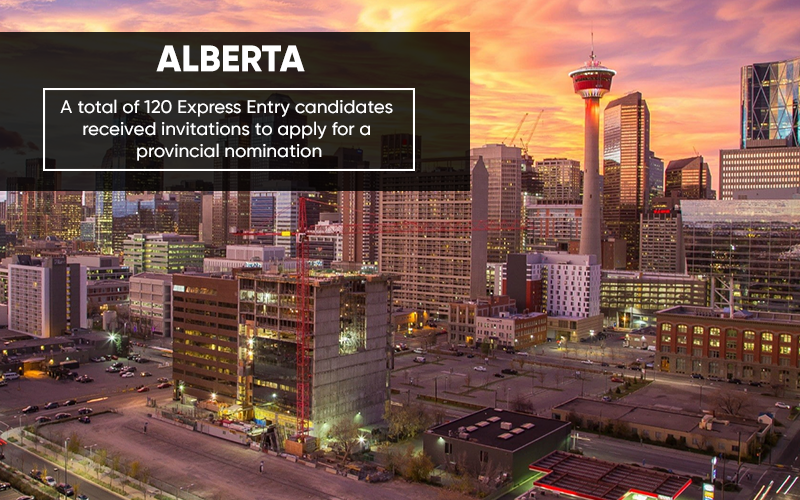 ALBERTA
A total of 120 Express Entry candidates
received invitations to apply for a
provincial nomination